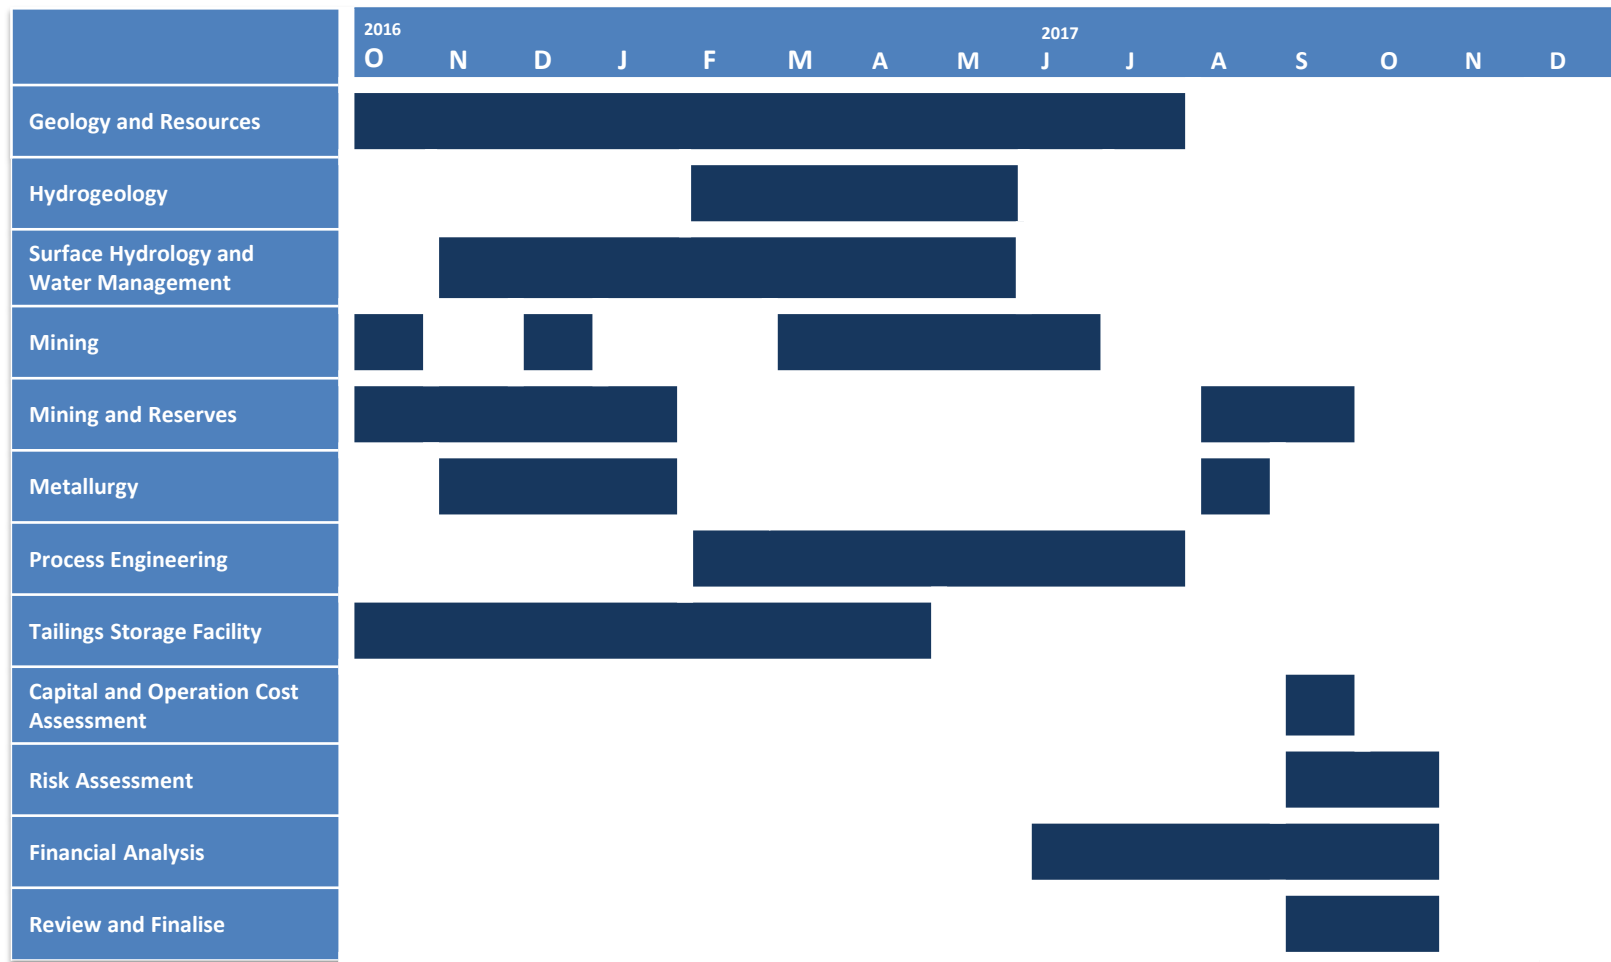 2016
2017
O N D J F M A M J J A S O N D
Geology and Resources
Hydrogeology
Surface Hydrology and
Water Management
Mining
Mining and Reserves
Metallurgy
Process Engineering
Tailings Storage Facility
Capital and Operation Cost
Assessment
Risk Assessment
Financial Analysis
Review and Finalise